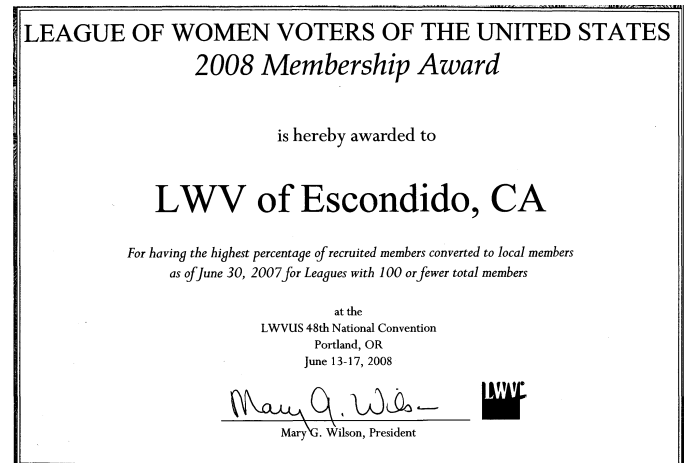 LEAGUE OF WOMEN VOTERS OF THE UNITED STATES
2008 Membership Award
is hereby awarded to
LWV of Escondido, CA
For having the highest percentage of recruited members converted to local members
as of June 30, 2007 for Leagues with 100 or fewer total members
at the
LWVUS 48th National Convention
Portland, OR
June 13-17, 2008
Mary G. Wilson
LWV
Mary G. Wilson, President